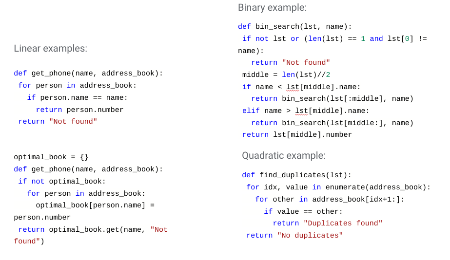 Linear examples:
def get_phone(name, address_book):
for person in address_book:
if person.name == name:
return person.number
return "Not found"
optimal_book = {}
def get_phone(name, address_book):
if not optimal_book:
for person in address_book:
optimal_book[person.name] =
person.number
return optimal_book.get(name, "Not
found")
Binary example:
def bin_search(lst, name):
if not lst or (len(lst) == 1 and lst[0] !=
name):
return "Not found"
middle = len(lst)//2
if name < lst[middle].name:
return bin_search(lst[:middle], name)
elif name > lst[middle].name:
return bin_search(lst[middle:], name)
return lst[middle].number
Quadratic example:
def find_duplicates(lst):
for idx, value in enumerate(address_book):
for other in address_book[idx+1:]:
if value == other:
return "Duplicates found"
return "No duplicates"